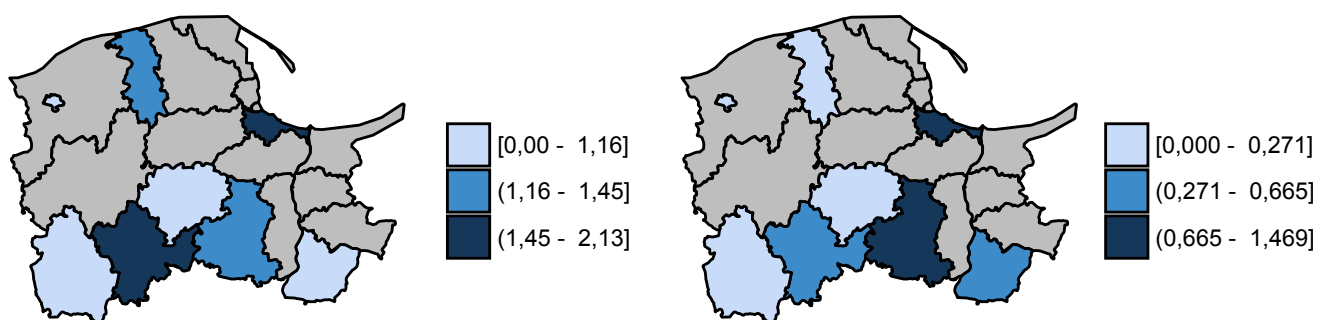 [0,00 - 1,16]
(1,16 - 1,45]
(1,45 - 2,13]
[0,000 - 0,271]
(0,271 - 0,665]
(0,665 - 1,469]